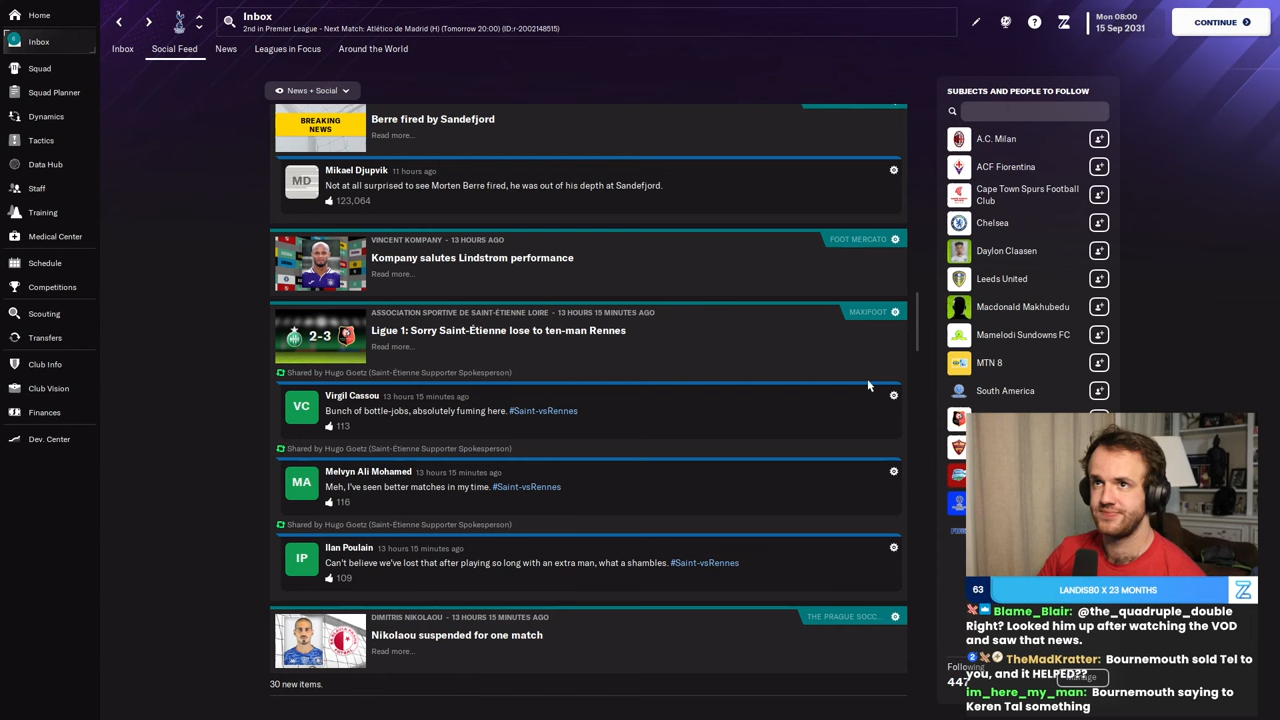 Home
Inbox
6
Squad
Squad Planner
Dynamics
Tactics
Data Hub
Staff
Training
Medical Center
Schedule
Competitions
Scouting
Transfers
Club Info
Club Vision
Finances
Dev. Center
Inbox
2nd in Premier League - Next Match: Atlético de Madrid (H) (Tomorrow 20:00) (ID:r-2002148515)
Mon 08:00
15 Sep 2031
CONTINUE
Inbox
Social Feed
News
Leagues in Focus
Around the World
News + Social
BREAKING
NEWS
Berre fired by Sandefjord
Read more...
MD
Mikael Djupvik 11 hours ago
Not at all surprised to see Morten Berre fired, he was out of his depth at Sandefjord.
123,064
VINCENT KOMPANY - 13 HOURS AGO
FOOT MERCATO
Kompany salutes Lindstrøm performance
Read more...
ASSOCIATION SPORTIVE DE SAINT-ÉTIENNE LOIRE - 13 HOURS 15 MINUTES AGO
MAXIFOOT
2-3
Ligue 1: Sorry Saint-Étienne lose to ten-man Rennes
Read more...
Shared by Hugo Goetz (Saint-Étienne Supporter Spokesperson)
VC
Virgil Cassou 13 hours 15 minutes ago
Bunch of bottle-jobs, absolutely fuming here. #Saint-vsRennes
113
Shared by Hugo Goetz (Saint-Étienne Supporter Spokesperson)
MA
Melvyn Ali Mohamed 13 hours 15 minutes ago
Meh, I've seen better matches in my time. #Saint-vsRennes
116
Shared by Hugo Goetz (Saint-Étienne Supporter Spokesperson)
IP
Ilan Poulain 13 hours 15 minutes ago
Can't believe we've lost that after playing so long with an extra man, what a shambles. #Saint-vsRennes
109
DIMITRIS NIKOLAOU - 13 HOURS 15 MINUTES AGO
THE PRAGUE SOCC...
Nikolaou suspended for one match
Read more...
30 new items.
SUBJECTS AND PEOPLE TO FOLLOW
A.C. Milan
ACF Fiorentina
Cape Town Spurs Football
Club
Chelsea
Daylon Claasen
Leeds United
Macdonald Makhubedu
Mamelodi Sundowns FC
MTN 8
South America
63
LANDIS80 X 23 MONTHS
Blame_Blair: @the_quadruple_double
Right? Looked him up after watching the VOD
and saw that news.
TheMadKratter: Bournemouth sold Tel to
you, and it HELPED??
im_here_my_man: Bournemouth saying to
Keren Tal something
Following
447
Manage